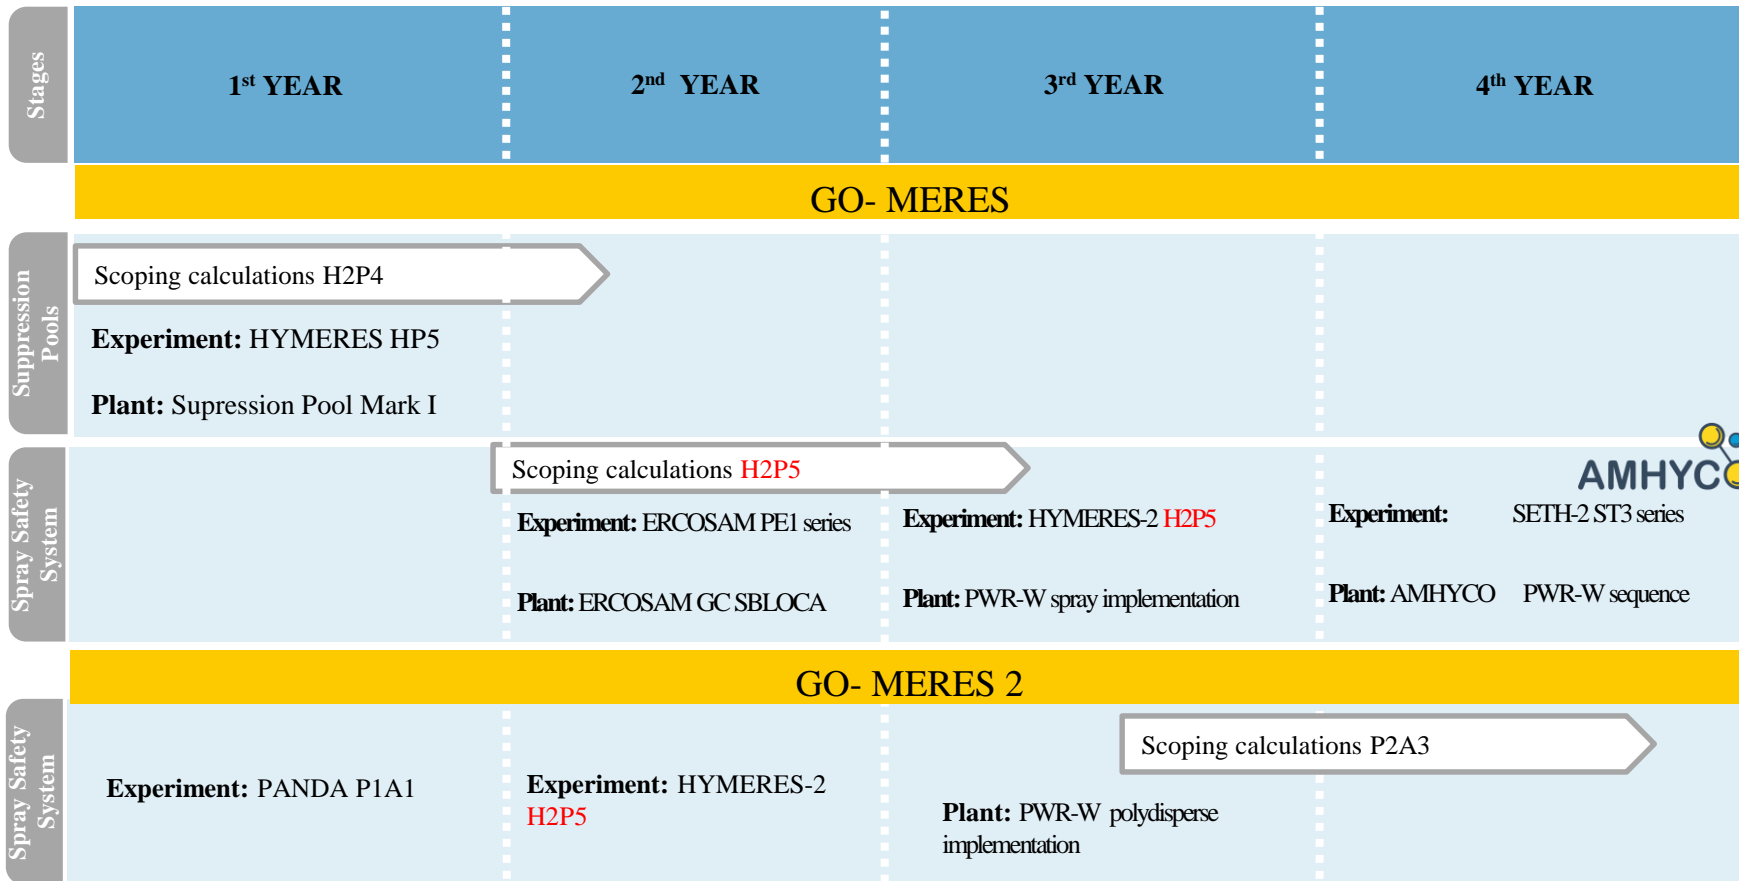 Stages
1st YEAR
2nd YEAR
3rd YEAR
4th YEAR
GO- MERES
Suppression
Pools
Scoping calculations H2P4
Experiment: HYMERES HP5
Plant: Supression Pool Mark I
Spray Safety
System
Scoping calculations H2P5
Experiment: ERCOSAM PE1 series
Plant: ERCOSAM GC SBLOCA
Experiment: HYMERES-2 H2P5
Plant: PWR-W spray implementation
AMHYCO
Experiment: SETH-2 ST3 series
Plant: AMHYCO PWR-W sequence
GO- MERES 2
Spray Safety
System
Experiment: PANDA P1A1
Experiment: HYMERES-2
H2P5
Scoping calculations P2A3
Plant: PWR-W polydisperse
implementation